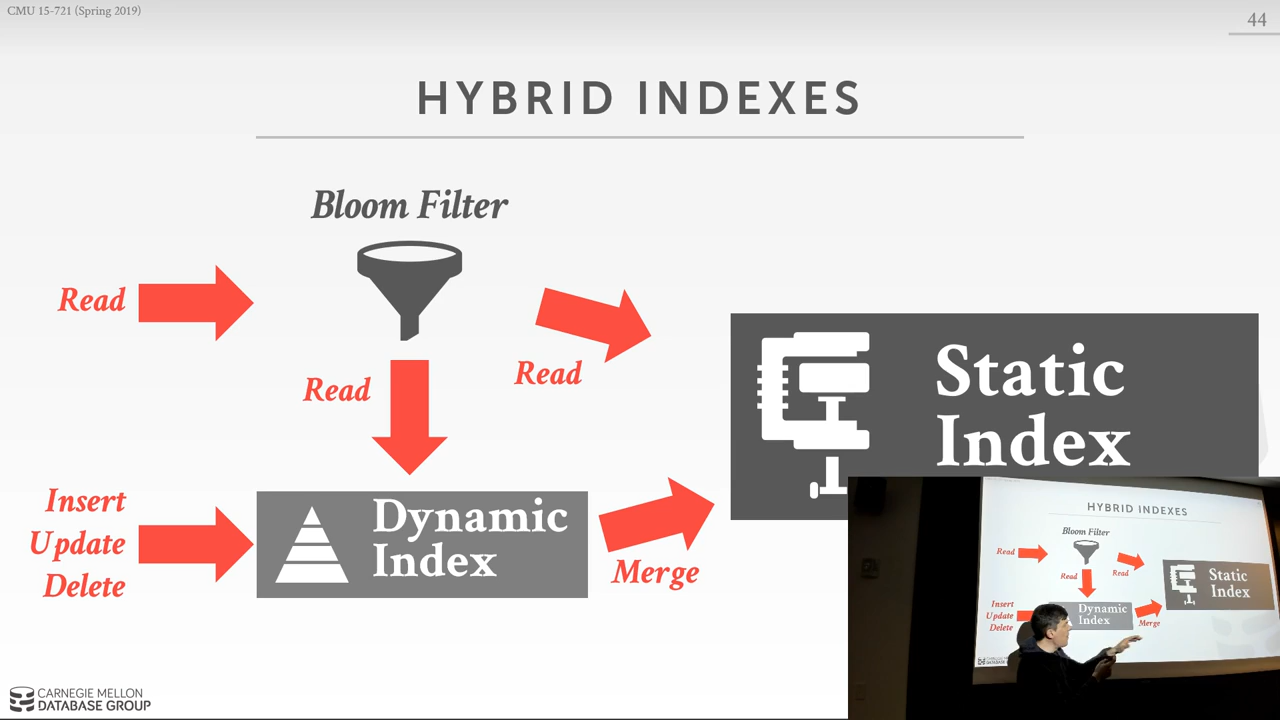 CMU 15-721 (Spring 2019)
44
HYBRID INDEXES
Bloom Filter
Read
Read
Read
Static
Index
Insert
Update
Delete
Dynamic
Index
Merge
CARNEGIE MELLON
DATABASE GROUP
HYBRID INDEXES
Bloom Filter
Read
Read
Read
Static
Index
Insert
Update
Delete
Dynamic
Index
Merge